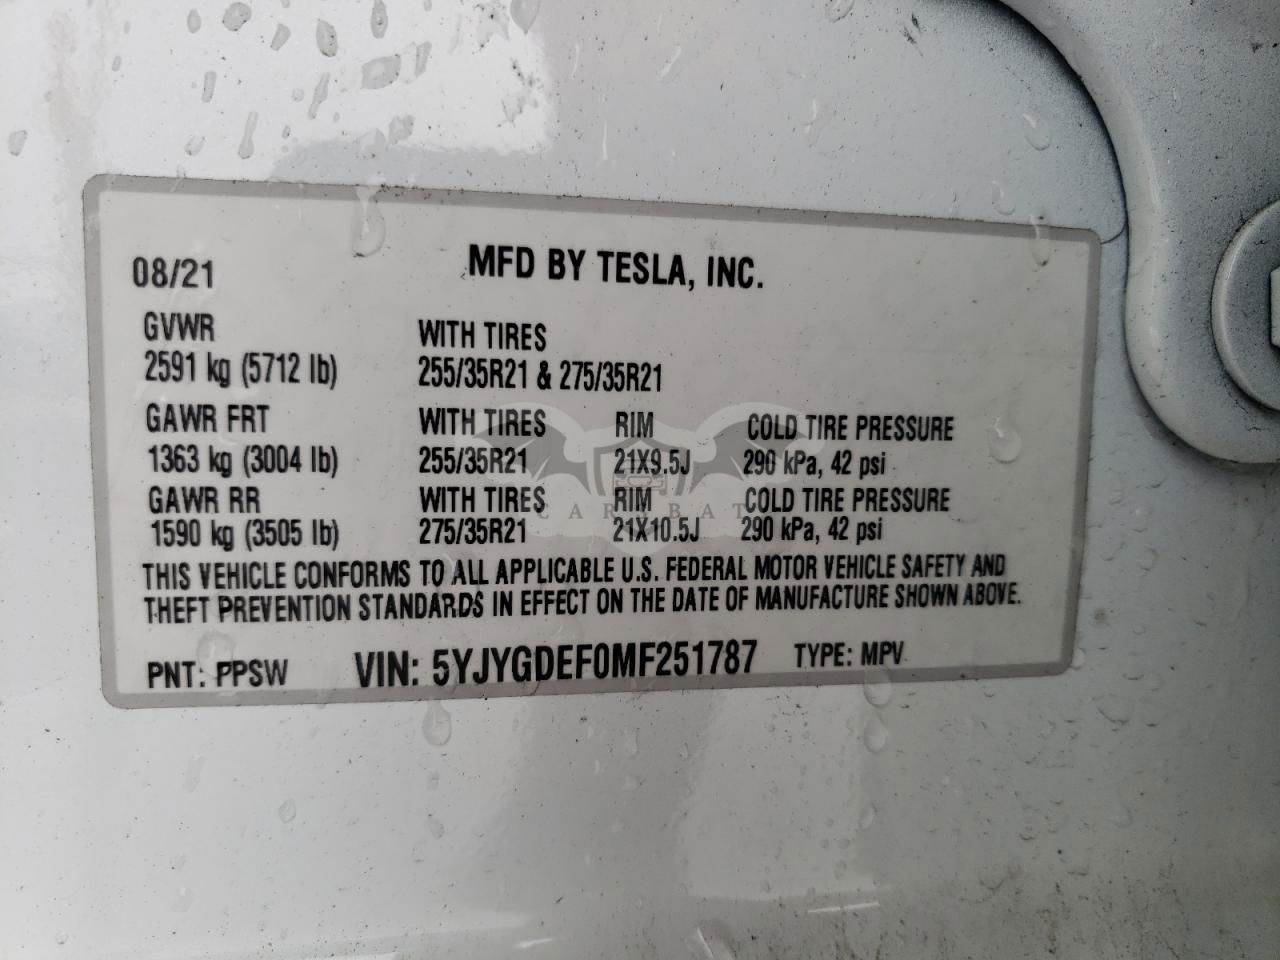 08/21 MFD BY TESLA, INC.
GVWR WITH TIRES
2591 kg (5712 lb) 255/35R21 & 275/35R21
GAWR FRT WITH TIRES RIM COLD TIRE PRESSURE
1363 kg (3004 lb) 255/35R21 21X9.5J 290 kPa, 42 psi
GAWR RR WITH TIRES RIM COLD TIRE PRESSURE
1590 kg (3505 lb) 275/35R21 21X10.5J 290 kPa, 42 psi
THIS VEHICLE CONFORMS TO ALL APPLICABLE U.S. FEDERAL MOTOR VEHICLE SAFETY AND
THEFT PREVENTION STANDARDS IN EFFECT ON THE DATE OF MANUFACTURE SHOWN ABOVE.
PNT: PPSW VIN: 5YJYGDEF0MF251787 TYPE: MPV